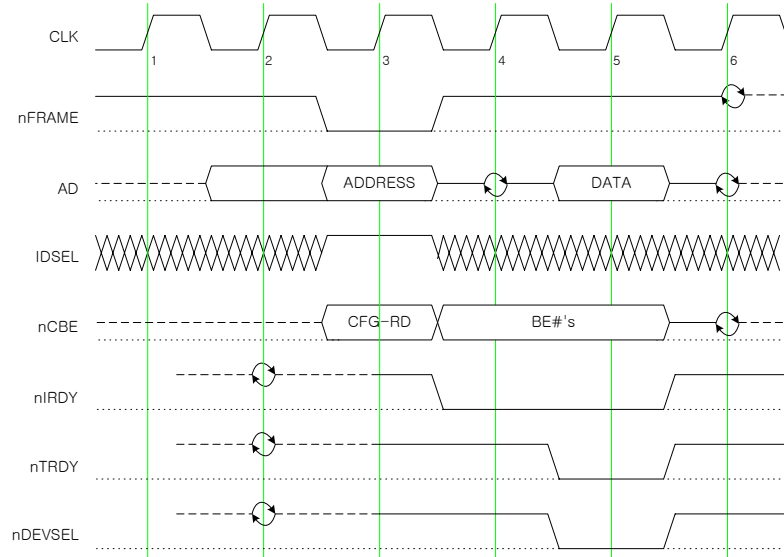 CLK
1 2 3 4 5 6
nFRAME
AD ADDRESS DATA
IDSEL
nCBE CFG-RD BE#'s
nIRDY
nTRDY
nDEVSEL